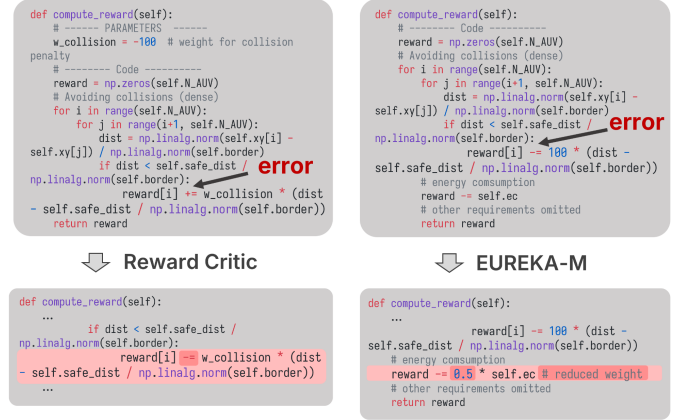 def compute_reward(self):
# ------ PARAMETERS ------
w_collision = -100 # weight for collision
penalty
# -------- Code ----------
reward = np.zeros(self.N_AUV)
# Avoiding collisions (dense)
for i in range(self.N_AUV):
for j in range(i+1, self.N_AUV):
dist = np.linalg.norm(self.xy[i] -
self.xy[j]) / np.linalg.norm(self.border)
if dist < self.safe_dist /
np.linalg.norm(self.border):
error
reward[i] += w_collision * (dist
- self.safe_dist / np.linalg.norm(self.border))
return reward
Reward Critic
def compute_reward(self):
...
if dist < self.safe_dist /
np.linalg.norm(self.border):
reward[i] -= w_collision * (dist
- self.safe_dist / np.linalg.norm(self.border))
...
def compute_reward(self):
# -------- Code ----------
reward = np.zeros(self.N_AUV)
# Avoiding collisions (dense)
for i in range(self.N_AUV):
for j in range(i+1, self.N_AUV):
dist = np.linalg.norm(self.xy[i] -
self.xy[j]) / np.linalg.norm(self.border)
if dist < self.safe_dist /
np.linalg.norm(self.border):
error
reward[i] -= 100 * (dist -
self.safe_dist / np.linalg.norm(self.border))
# energy comsumption
reward -= self.ec
# other requirements omitted
return reward
EUREKA-M
def compute_reward(self):
...
reward[i] -= 100 * (dist -
self.safe_dist / np.linalg.norm(self.border))
# energy comsumption
reward -= 0.5 * self.ec # reduced weight
# other requirements omitted
return reward